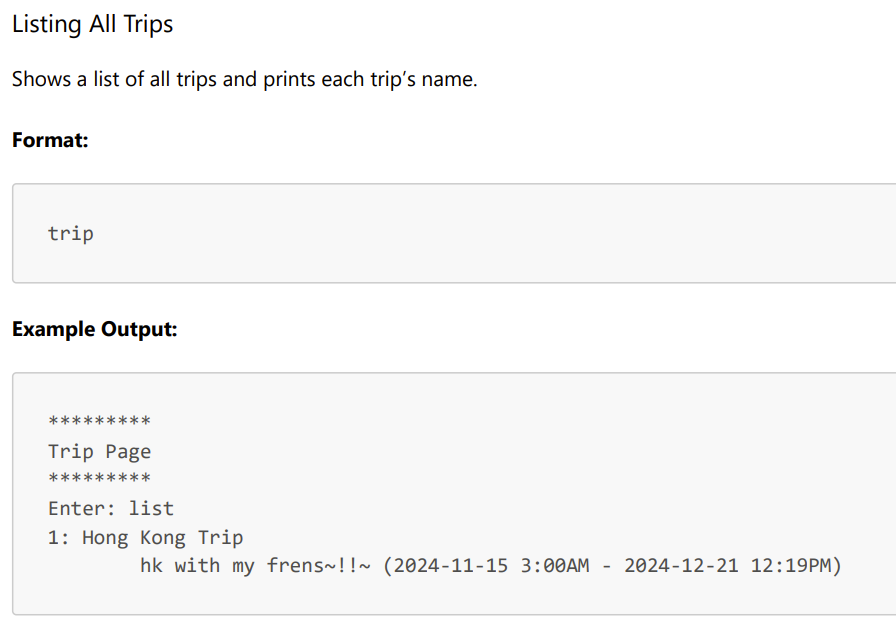 Listing All Trips
Shows a list of all trips and prints each trip’s name.
Format:
trip
Example Output:
*********
Trip Page
*********
Enter: list
1: Hong Kong Trip
hk with my frens~!!~ (2024-11-15 3:00AM - 2024-12-21 12:19PM)